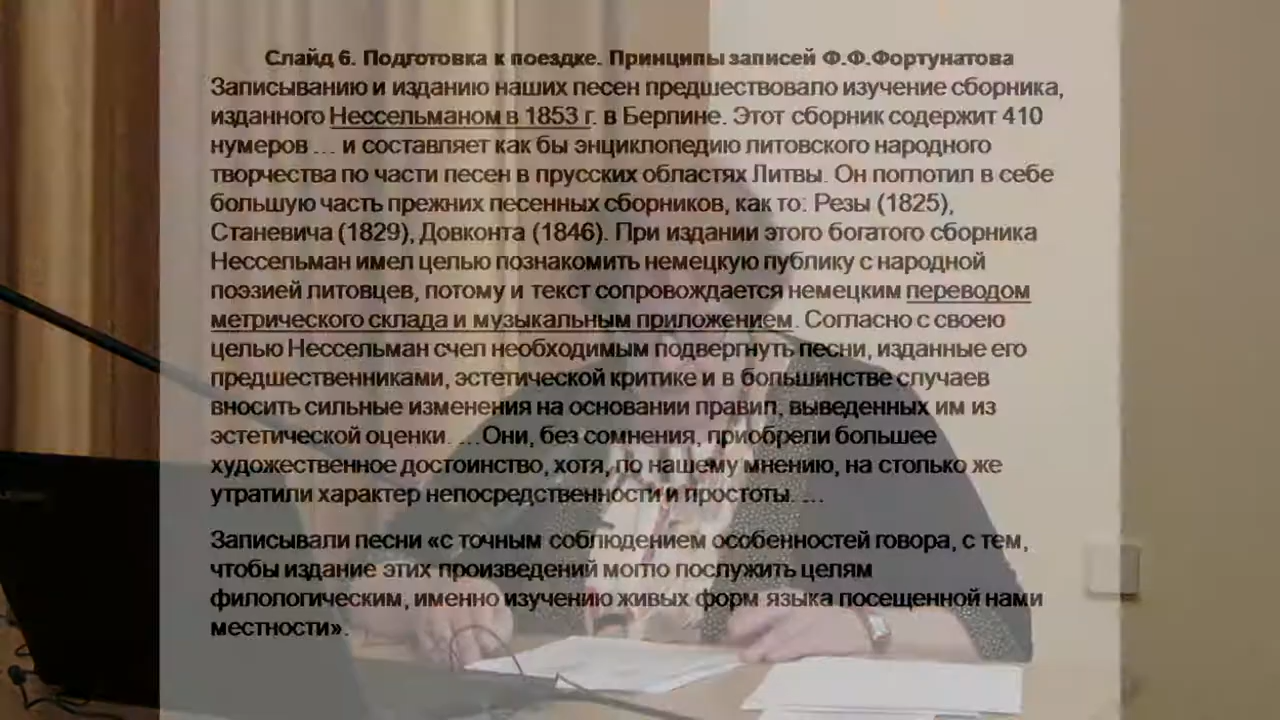 Слайд 6. Подготовка к поездке. Принципы записей Ф.Ф.Фортунатова
Записыванию и изданию наших песен предшествовало изучение сборника,
изданного Нессельманом в 1853 г. в Берлине. Этот сборник содержит 410
нумеров … и составляет как бы энциклопедию литовского народного
творчества по части песен в прусских областях Литвы. Он поглотил в себе
большую часть прежних песенных сборников, как то: Резы (1825),
Станевича (1829), Довконта (1846). При издании этого богатого сборника
Нессельман имел целью познакомить немецкую публику с народной
поэзией литовцев, потому и текст сопровождается немецким переводом
метрического склада и музыкальным приложением. Согласно с своею
целью Нессельман счел необходимым подвергнуть песни, изданные его
предшественниками, эстетической критике и в большинстве случаев
вносить сильные изменения на основании правил, выведенных им из
эстетической оценки. …Они, без сомнения, приобрели большее
художественное достоинство, хотя, по нашему мнению, на столько же
утратили характер непосредственности и простоты. …
Записывали песни «с точным соблюдением особенностей говора, с тем,
чтобы издание этих произведений могло послужить целям
филологическим, именно изучению живых форм языка посещенной нами
местности».